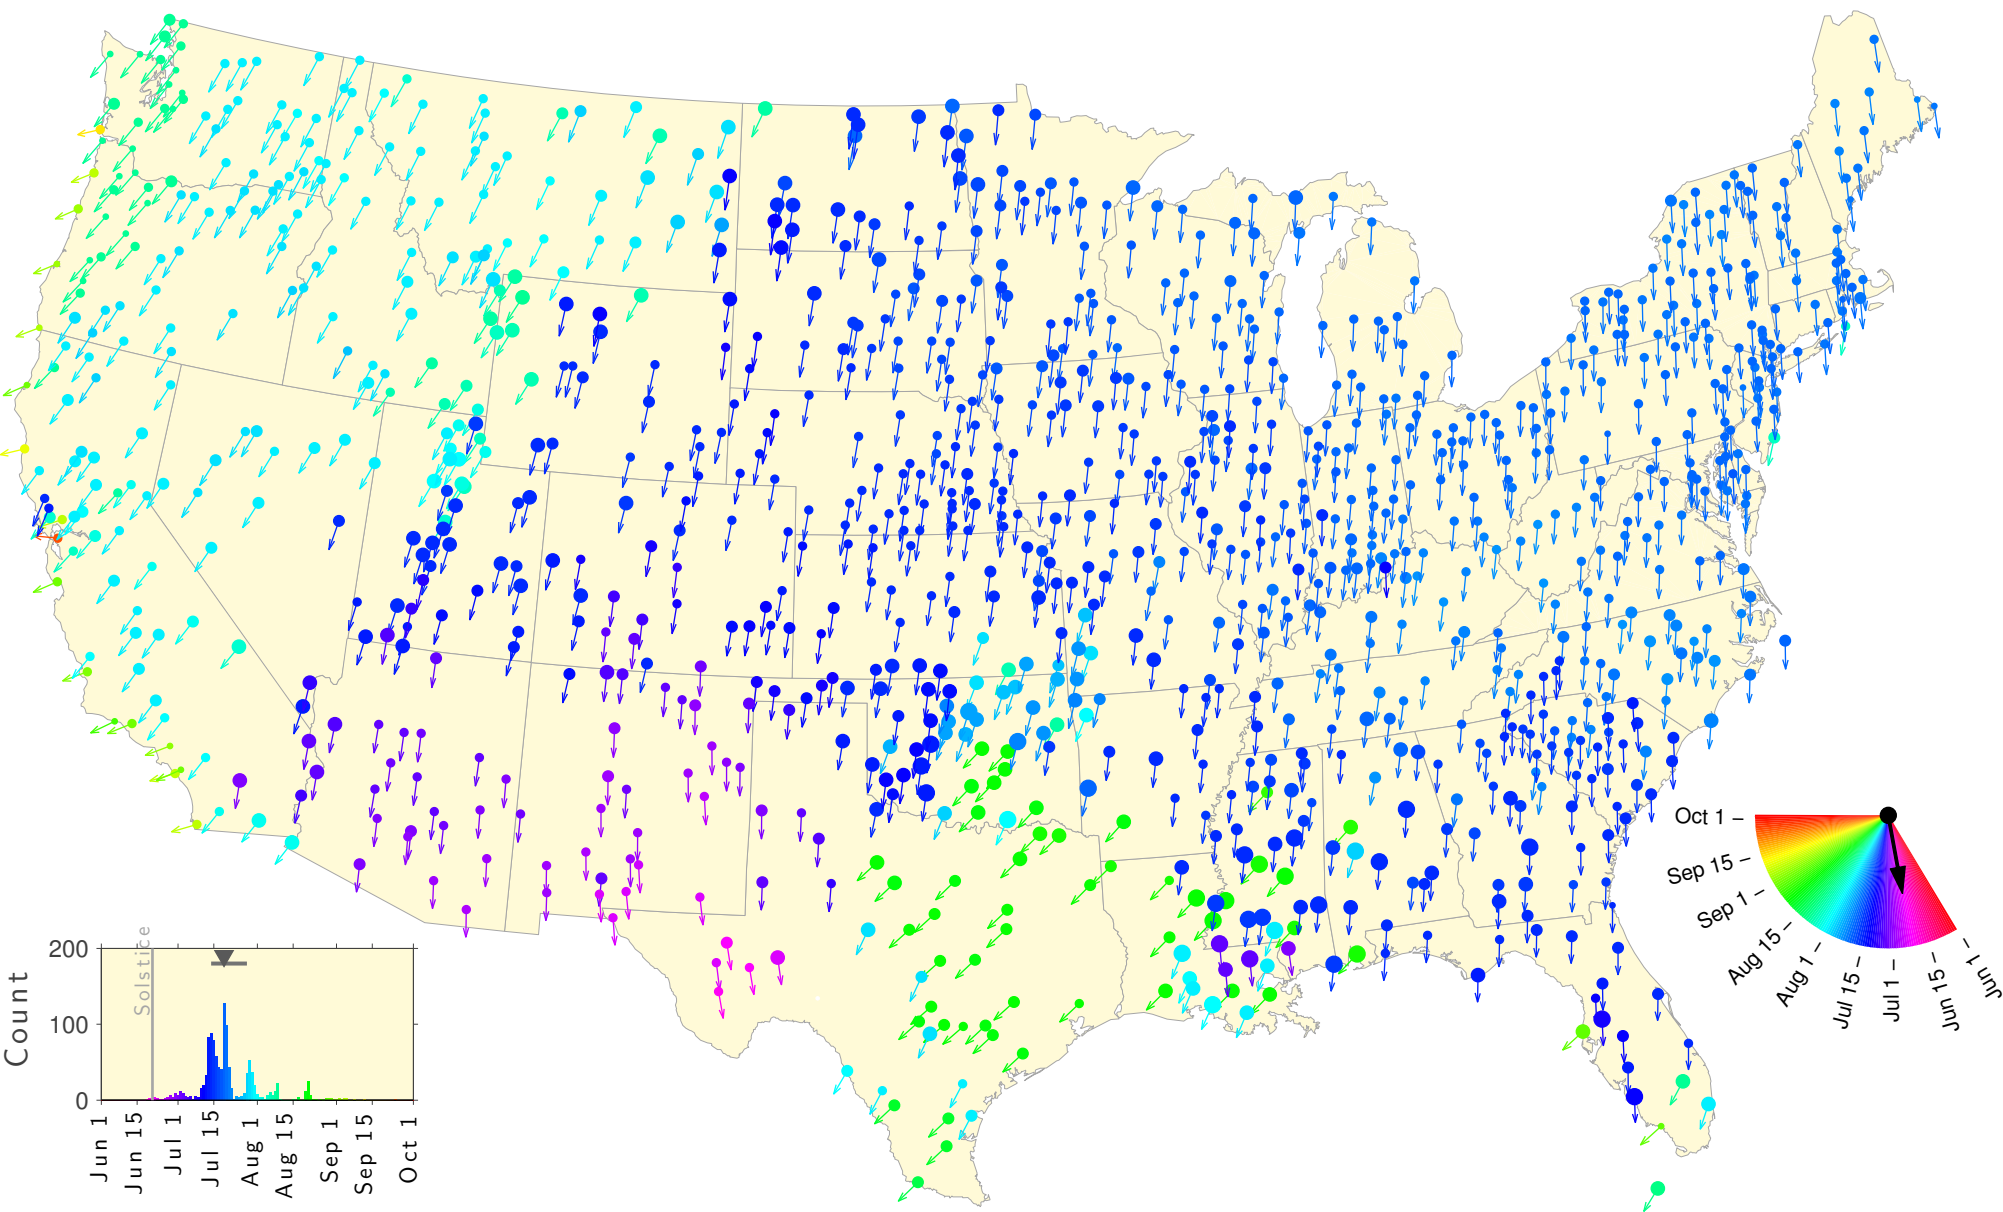 Oct 1 –
Sep 15 –
Sep 1 –
Aug 15 –
Aug 1 –
Jul 15 –
Jul 1 –
Jun 15 –
Jun 1 –
Solstice
Count
200
100
0
Jun 1
Jun 15
Jul 1
Jul 15
Aug 1
Aug 15
Sep 1
Sep 15
Oct 1